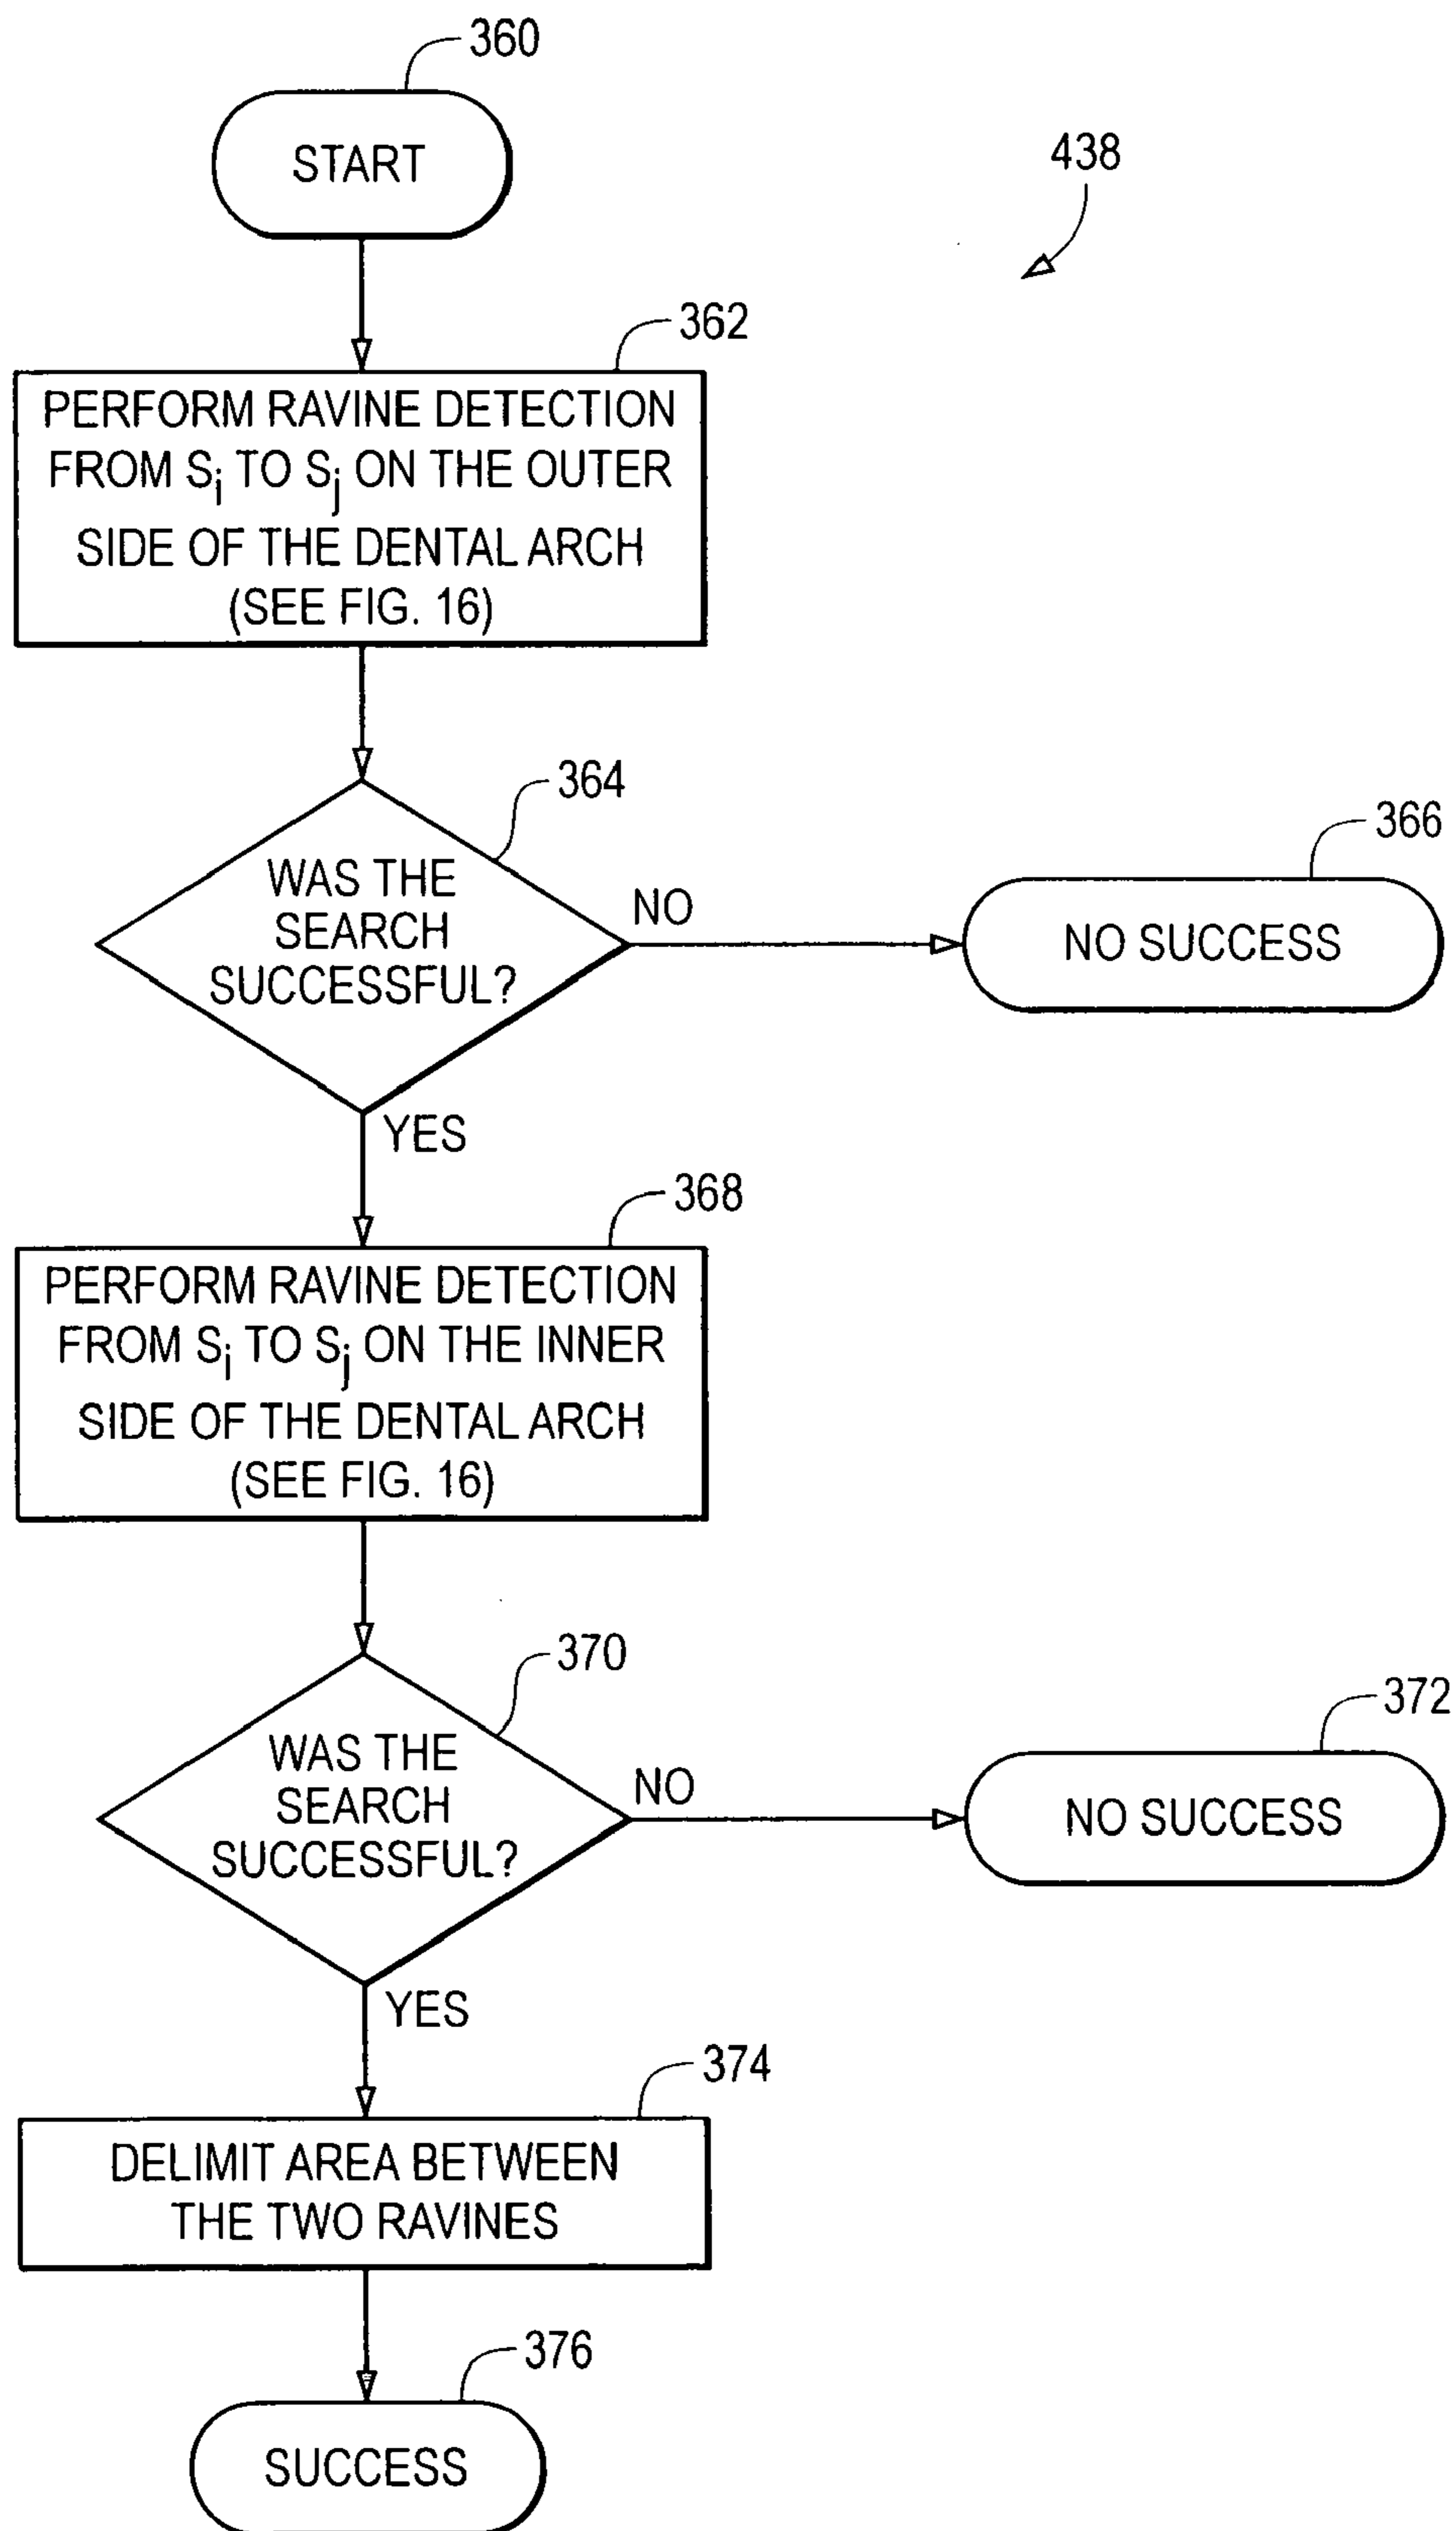 360
START
438
362
PERFORM RAVINE DETECTION
FROM Si TO Sj ON THE OUTER
SIDE OF THE DENTAL ARCH
(SEE FIG. 16)
364
WAS THE
SEARCH
SUCCESSFUL?
NO
366
NO SUCCESS
YES
368
PERFORM RAVINE DETECTION
FROM Si TO Sj ON THE INNER
SIDE OF THE DENTAL ARCH
(SEE FIG. 16)
370
WAS THE
SEARCH
SUCCESSFUL?
NO
372
NO SUCCESS
YES
374
DELIMIT AREA BETWEEN
THE TWO RAVINES
376
SUCCESS